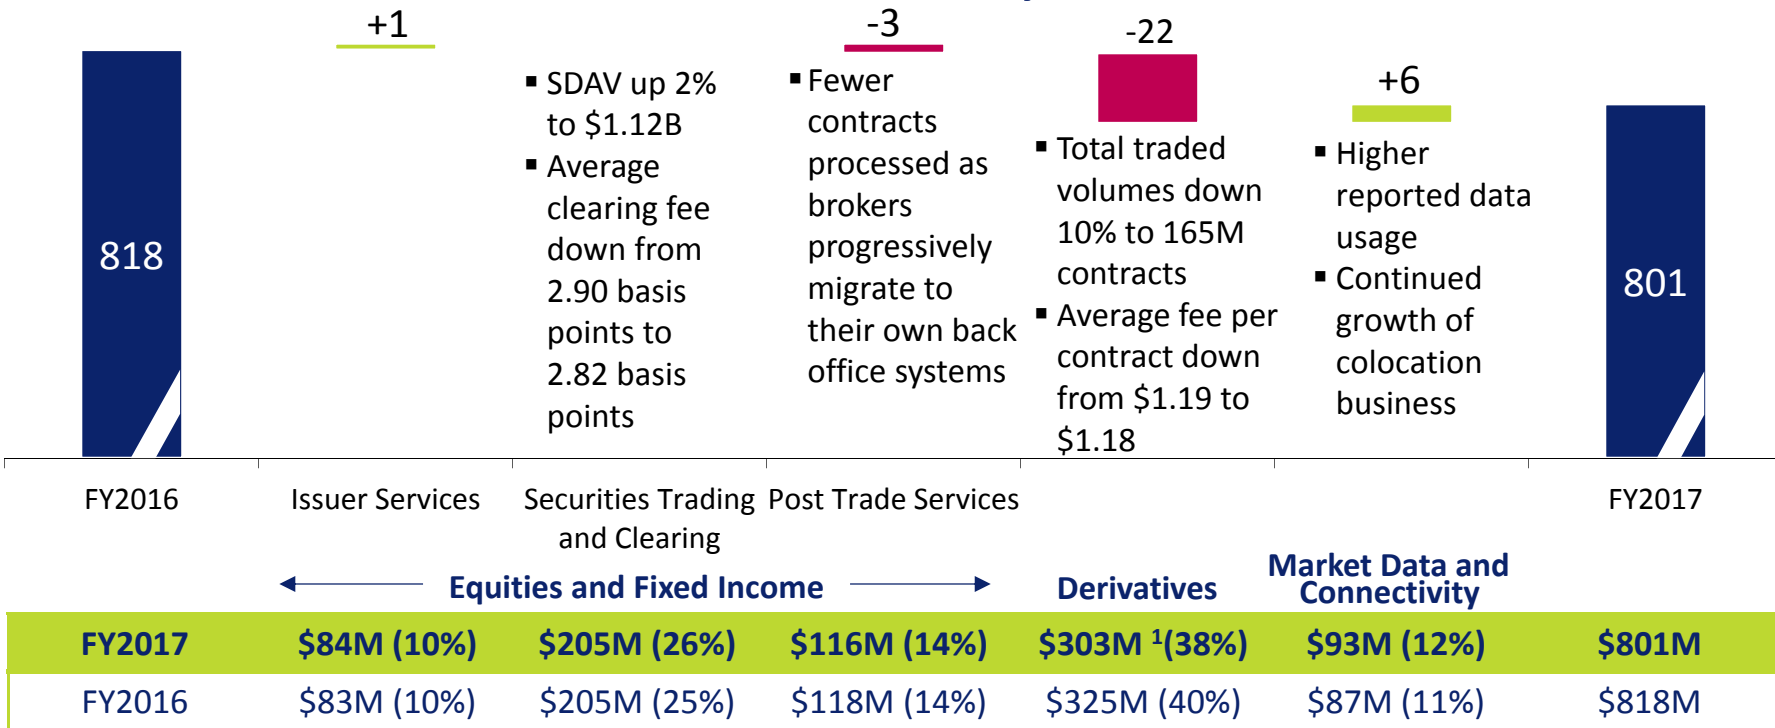 +1
-3
-22
+6
818
▪ SDAV up 2%
to $1.12B
▪ Average
clearing fee
down from
2.90 basis
points to
2.82 basis
points
▪ Fewer
contracts
processed as
brokers
progressively
migrate to
their own back
office systems
▪ Total traded
volumes down
10% to 165M
contracts
▪ Average fee per
contract down
from $1.19 to
$1.18
▪ Higher
reported data
usage
▪ Continued
growth of
colocation
business
801
FY2016
Issuer Services
Securities Trading
and Clearing
Post Trade Services
FY2017
Equities and Fixed Income
Derivatives
Market Data and
Connectivity
FY2017 $84M (10%) $205M (26%) $116M (14%) $303M ¹(38%) $93M (12%) $801M
FY2016 $83M (10%) $205M (25%) $118M (14%) $325M (40%) $87M (11%) $818M